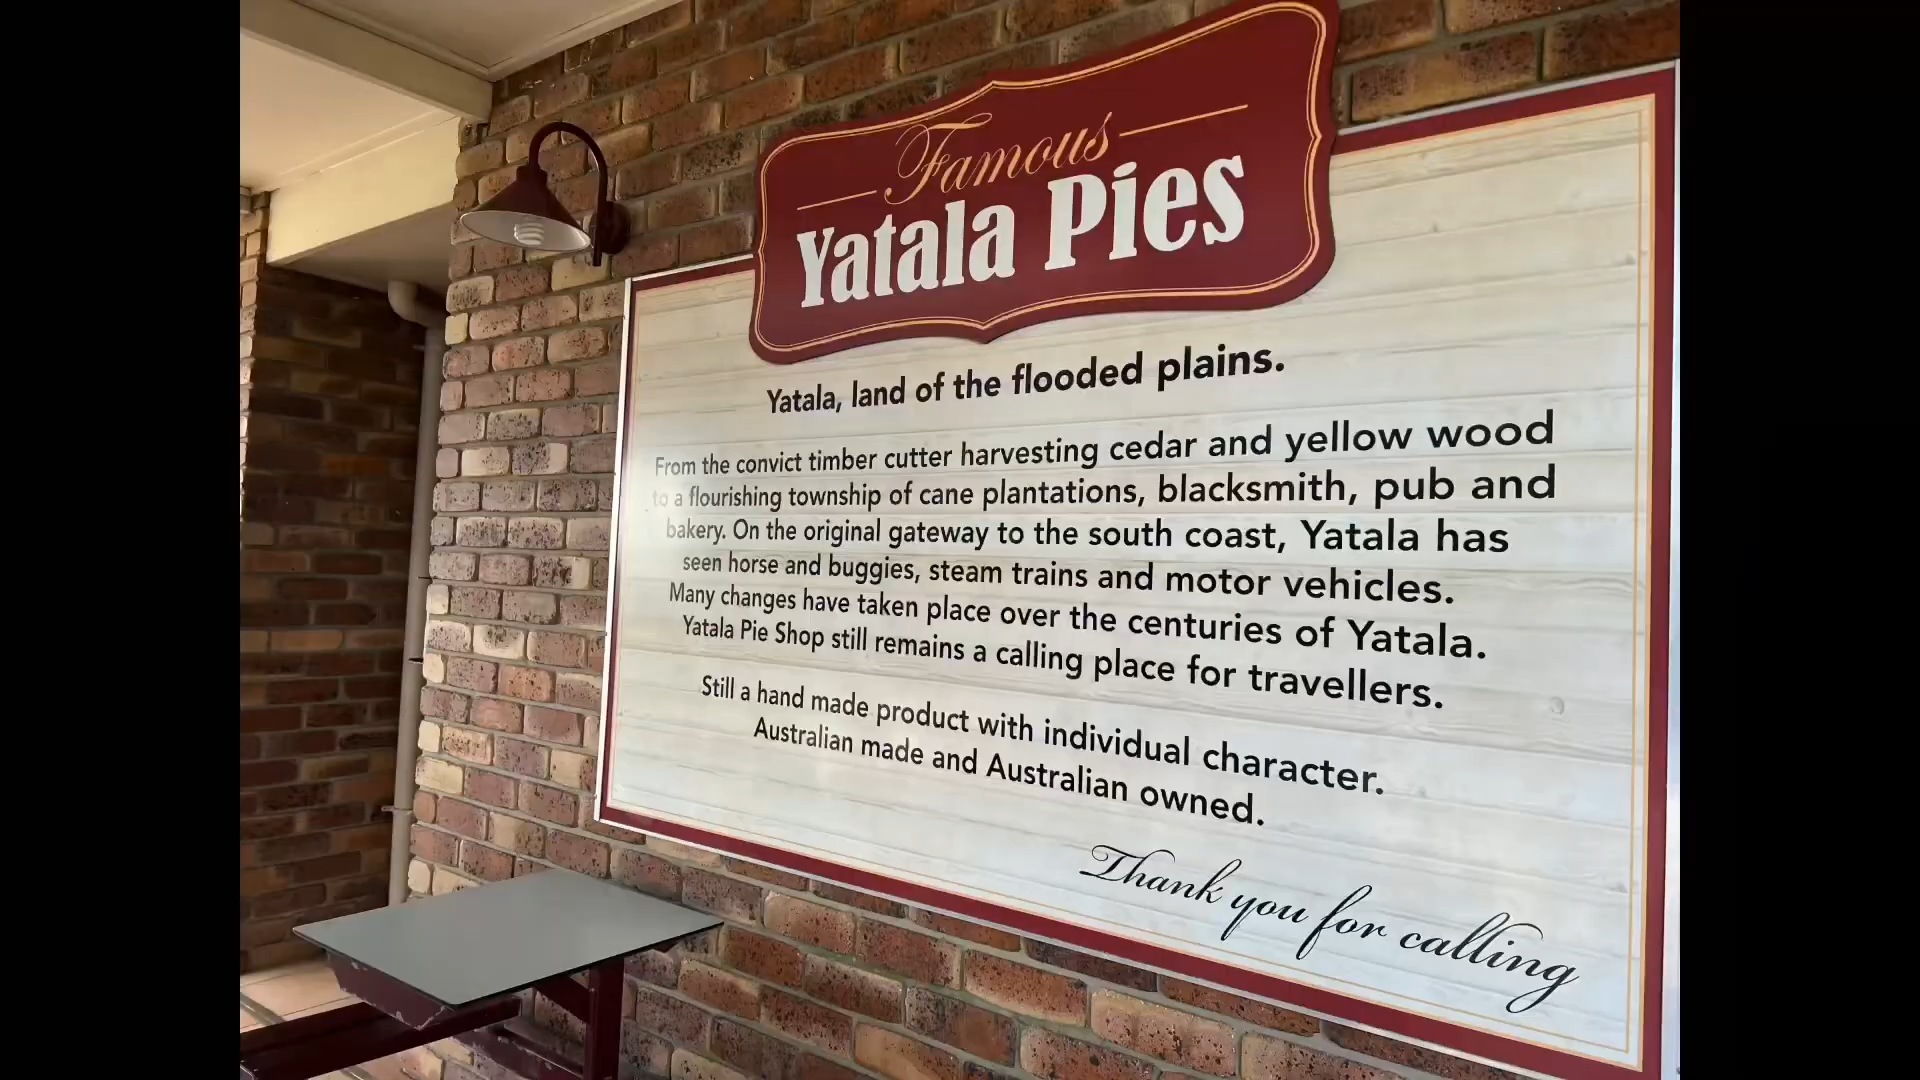 Famous
Yatala Pies
Yatala, land of the flooded plains.
From the convict timber cutter harvesting cedar and yellow wood
to a flourishing township of cane plantations, blacksmith, pub and
bakery. On the original gateway to the south coast, Yatala has
seen horse and buggies, steam trains and motor vehicles.
Many changes have taken place over the centuries of Yatala.
Yatala Pie Shop still remains a calling place for travellers.
Still a hand made product with individual character.
Australian made and Australian owned.
Thank you for calling